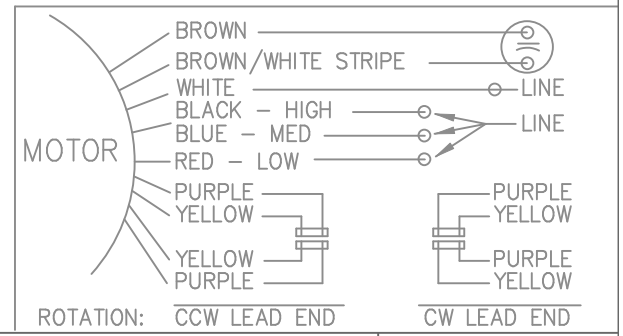 BROWN
BROWN/WHITE STRIPE
WHITE LINE
BLACK – HIGH
BLUE – MED LINE
MOTOR
RED – LOW
PURPLE PURPLE
YELLOW YELLOW
YELLOW PURPLE
PURPLE YELLOW
ROTATION: CCW LEAD END CW LEAD END